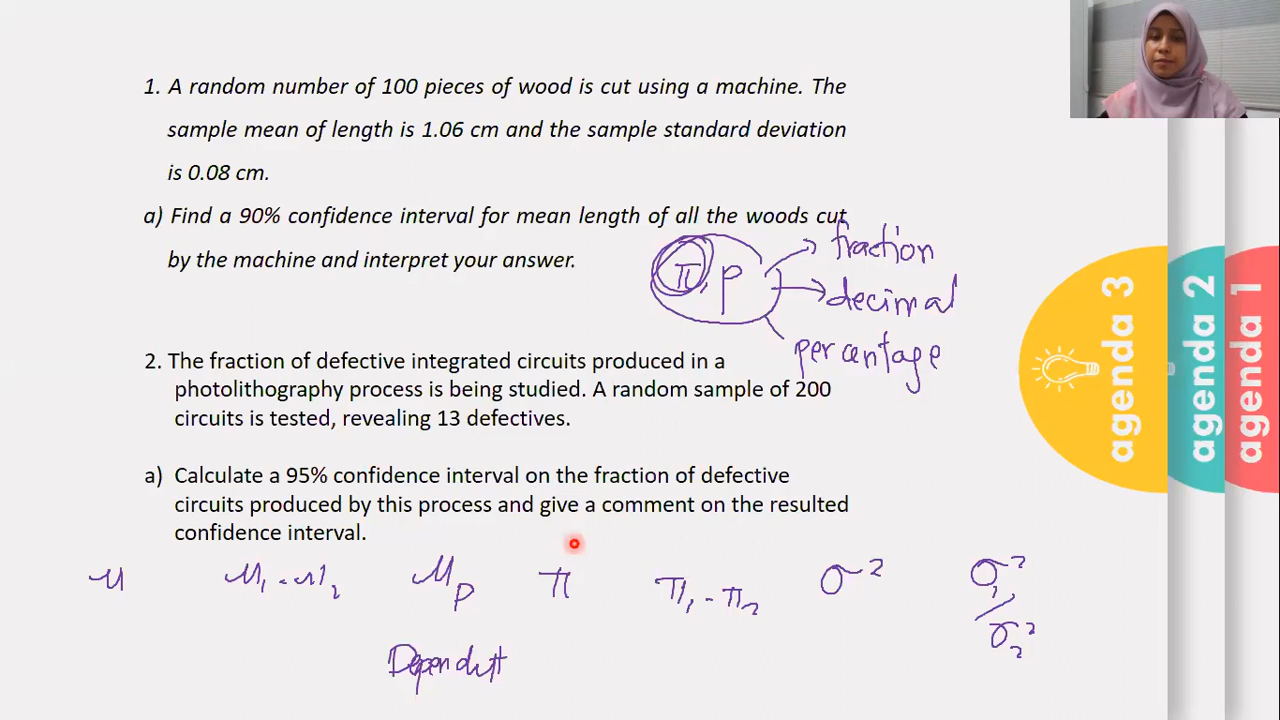 1. A random number of 100 pieces of wood is cut using a machine. The
sample mean of length is 1.06 cm and the sample standard deviation
is 0.08 cm.
a) Find a 90% confidence interval for mean length of all the woods cut
by the machine and interpret your answer.
π, p
fraction
decimal
percentage
2. The fraction of defective integrated circuits produced in a
photolithography process is being studied. A random sample of 200
circuits is tested, revealing 13 defectives.
a) Calculate a 95% confidence interval on the fraction of defective
circuits produced by this process and give a comment on the resulted
confidence interval.
μ μ₁ - μ₂ μp π π₁ - π₂ σ² σ₁²/σ₂²
Dependent
agenda 3
agenda 2
agenda 1